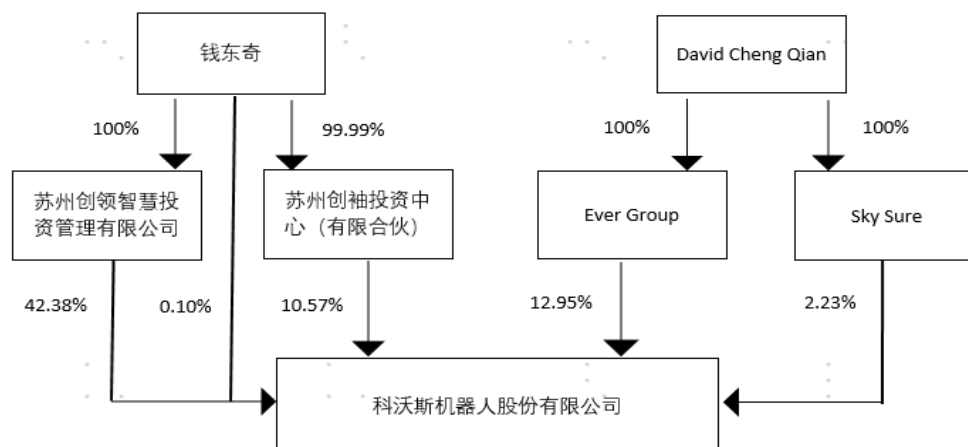 钱东奇
David Cheng Qian
100%
99.99%
100%
100%
苏州创领智慧投
资管理有限公司
苏州创袖投资中
心（有限合伙）
Ever Group
Sky Sure
42.38%
0.10%
10.57%
12.95%
2.23%
科沃斯机器人股份有限公司